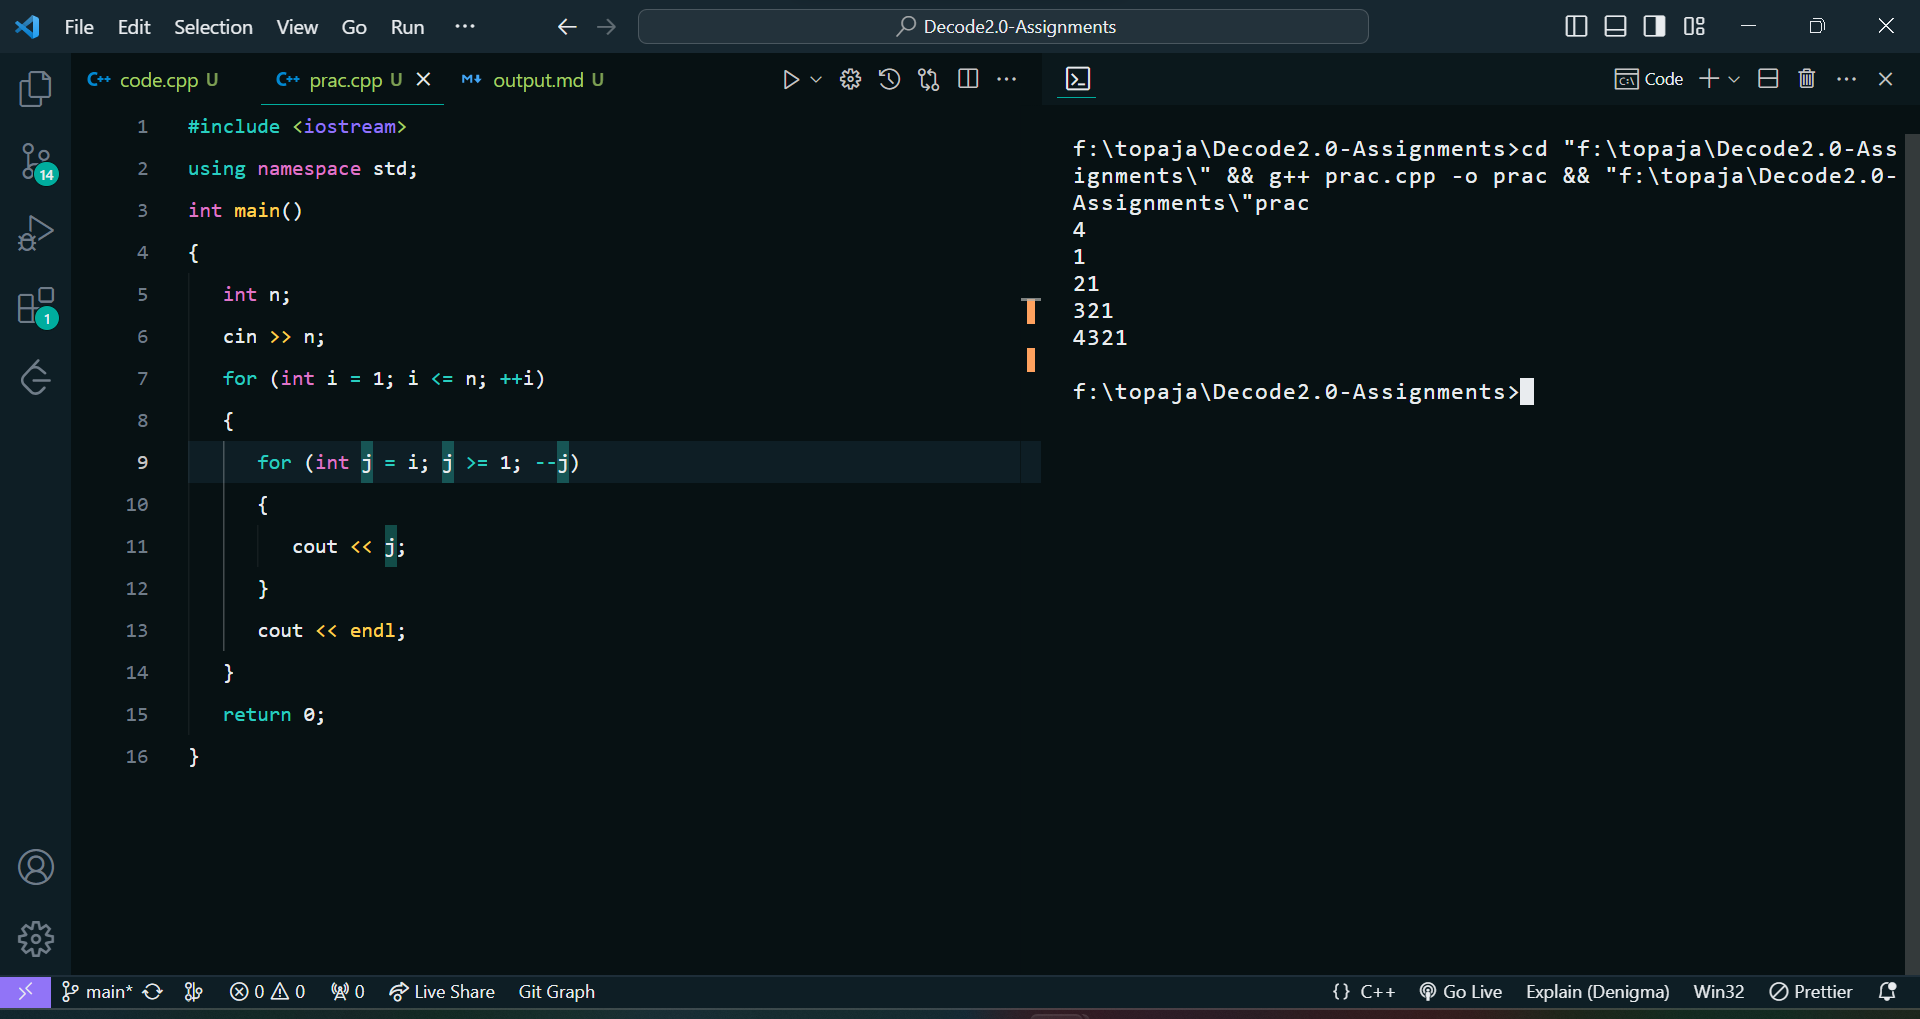 File Edit Selection View Go Run ··· Decode2.0-Assignments
code.cpp U prac.cpp U output.md U
Code
1 #include <iostream>
2 using namespace std;
3 int main()
4 {
5 int n;
6 cin >> n;
7 for (int i = 1; i <= n; ++i)
8 {
9 for (int j = i; j >= 1; --j)
10 {
11 cout << j;
12 }
13 cout << endl;
14 }
15 return 0;
16 }
f:\topaja\Decode2.0-Assignments>cd "f:\topaja\Decode2.0-Ass
ignments\" && g++ prac.cpp -o prac && "f:\topaja\Decode2.0-
Assignments\"prac
4
1
21
321
4321
f:\topaja\Decode2.0-Assignments>
14
1
main* 0 0 0 Live Share Git Graph {} C++ Go Live Explain (Denigma) Win32 Prettier